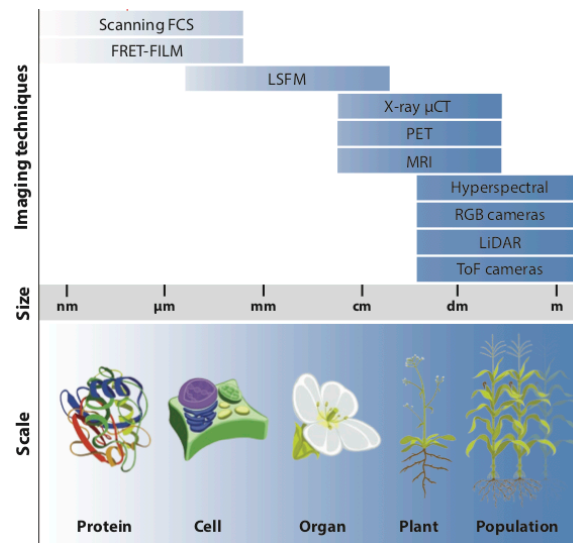 Imaging techniques
Scanning FCS
FRET-FILM
LSFM
X-ray μCT
PET
MRI
Hyperspectral
RGB cameras
LiDAR
ToF cameras
Size
nm μm mm cm dm m
Scale
Protein Cell Organ Plant Population